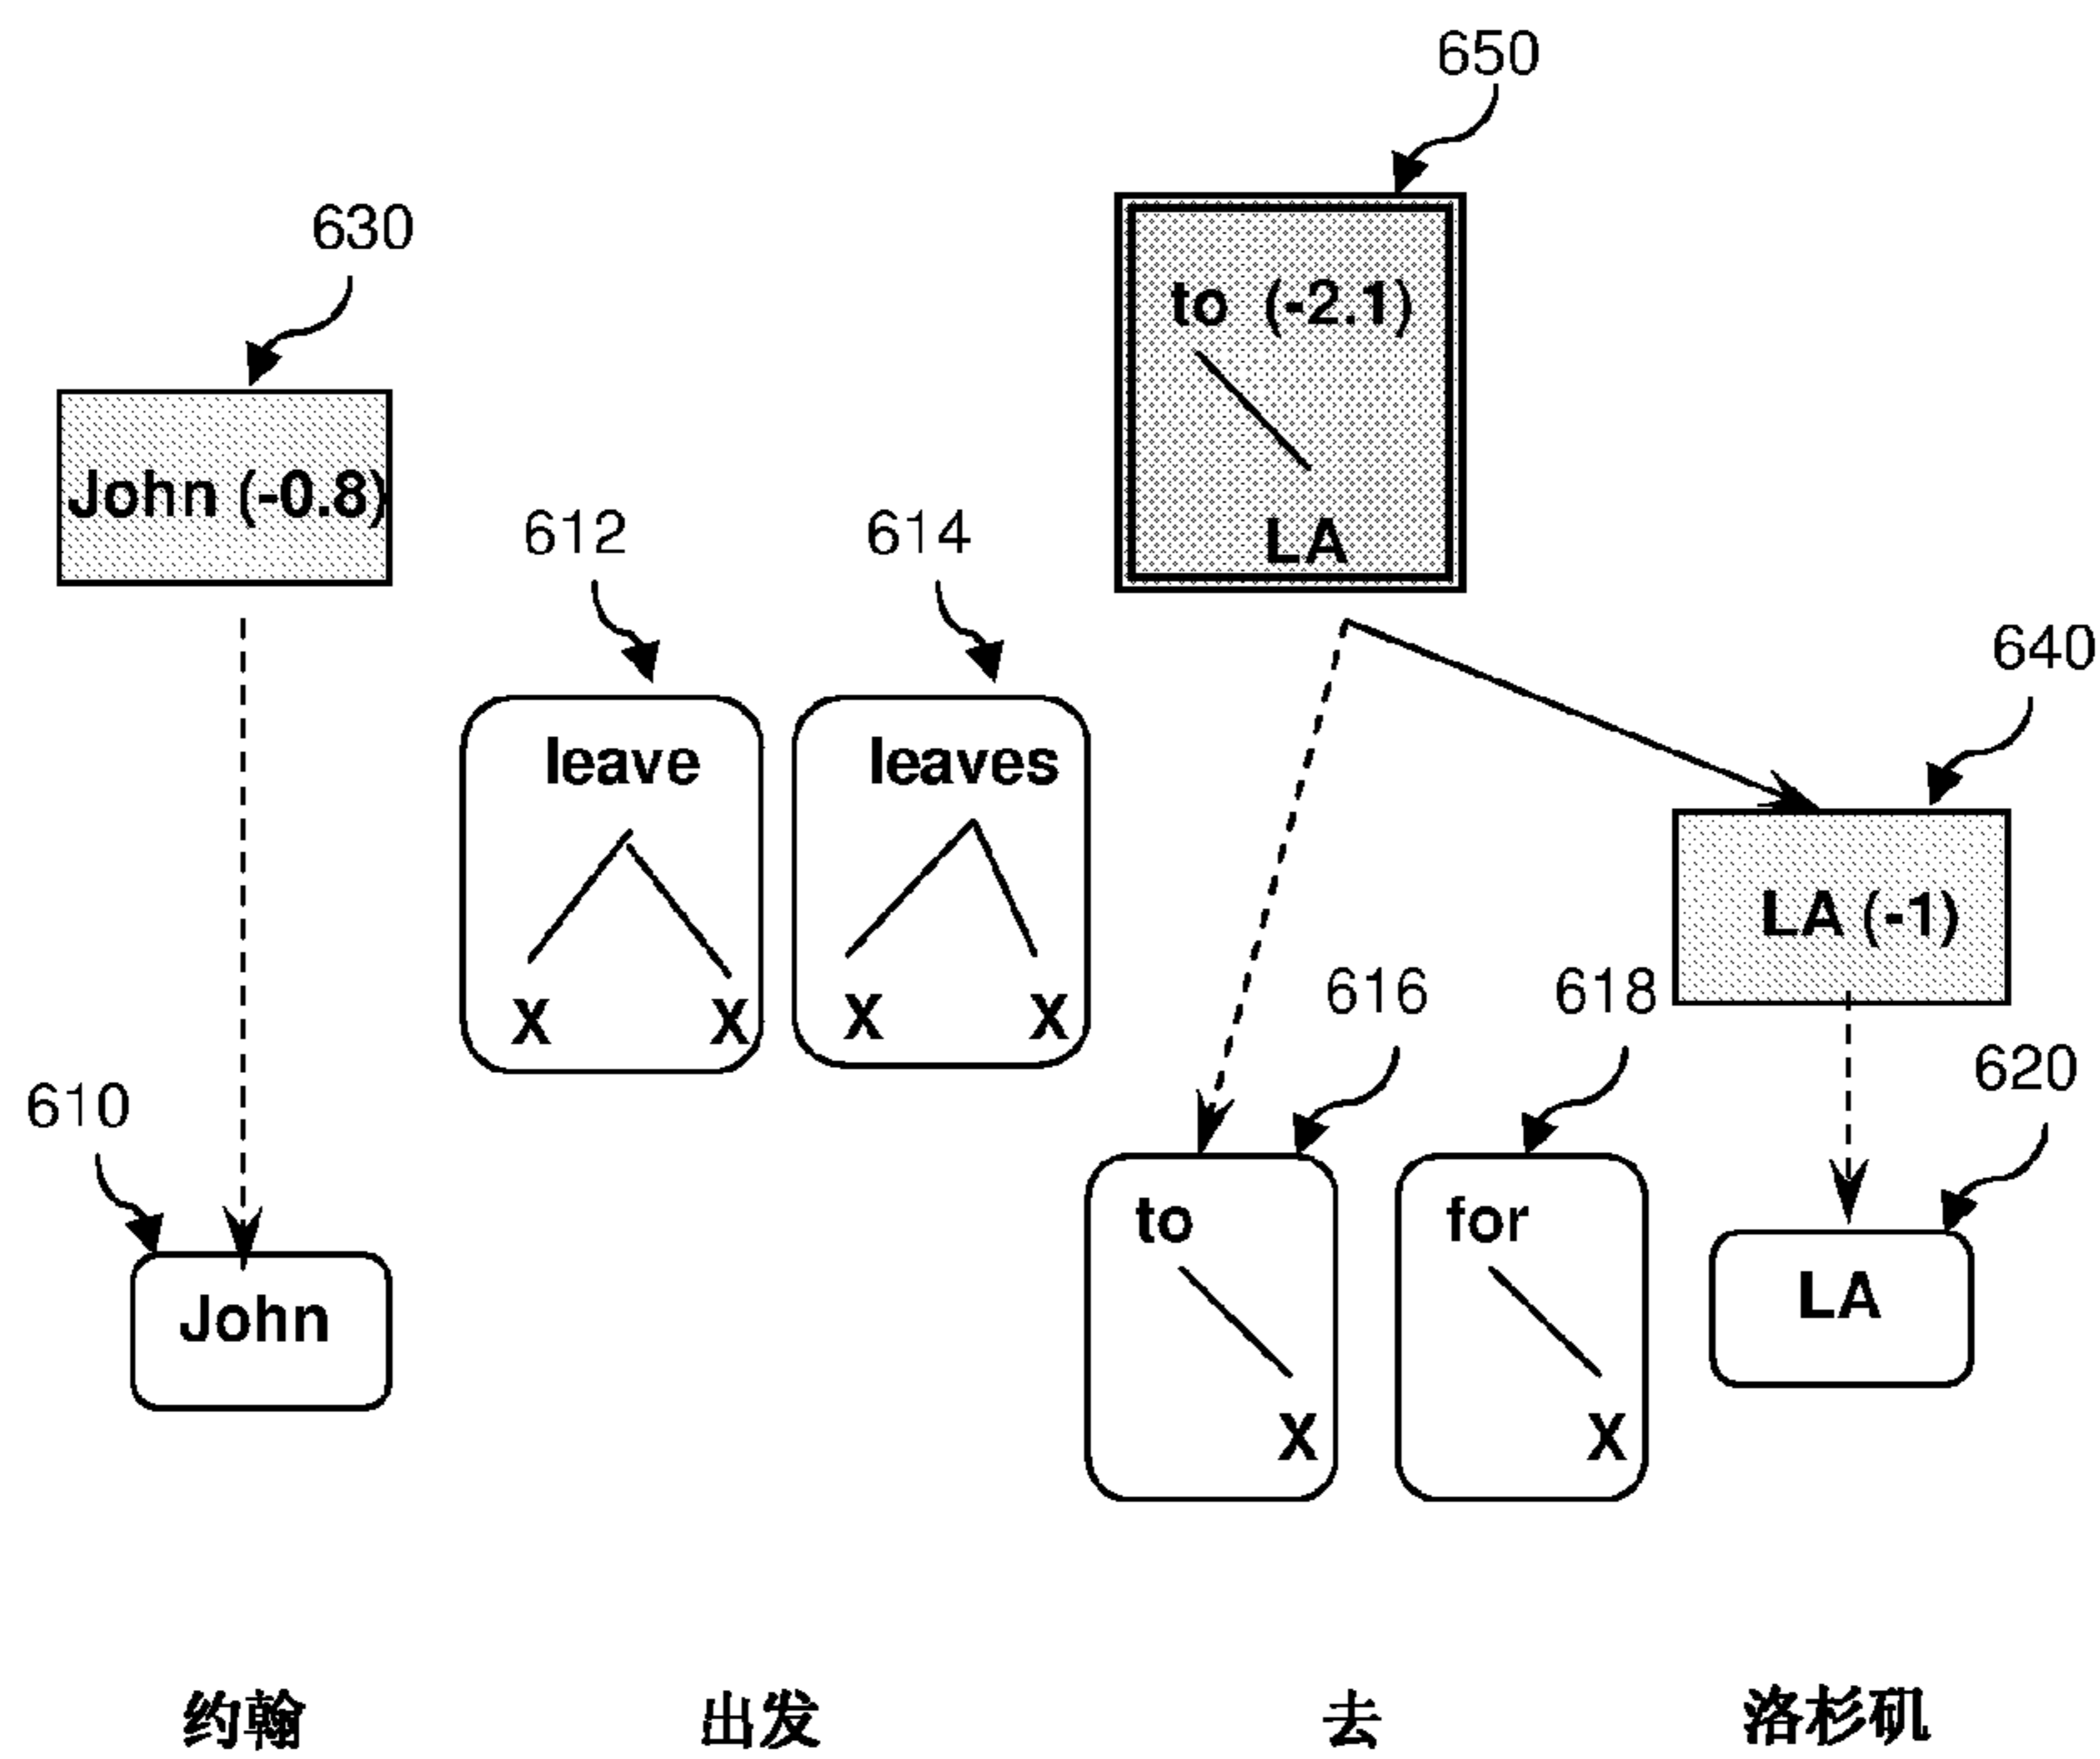 650
630
to (-2.1)
John (-0.8)
612
614
LA
640
leave
leaves
LA (-1)
616
618
X X
X X
620
610
to
for
John
LA
X
X
约翰 出发 去 洛杉矶